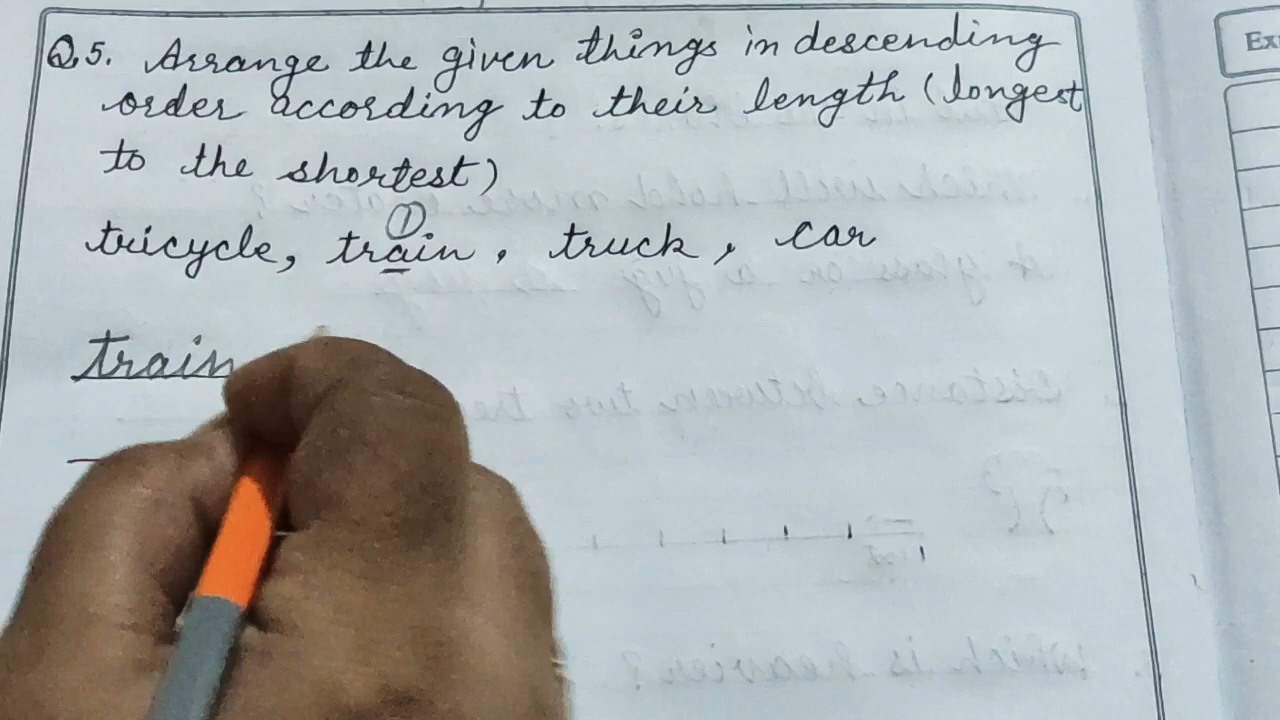 Q.5. Arrange the given things in descending
order according to their length (longest
to the shortest)
①
tricycle, train, truck, car
train